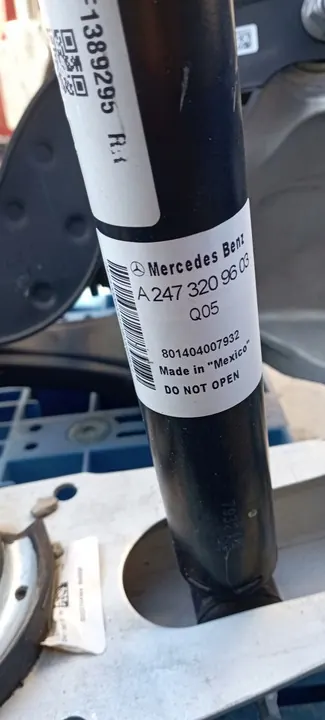 1389295
Mercedes Benz
A 247 320 96 03
Q05
801404007932
Made in "Mexico"
DO NOT OPEN